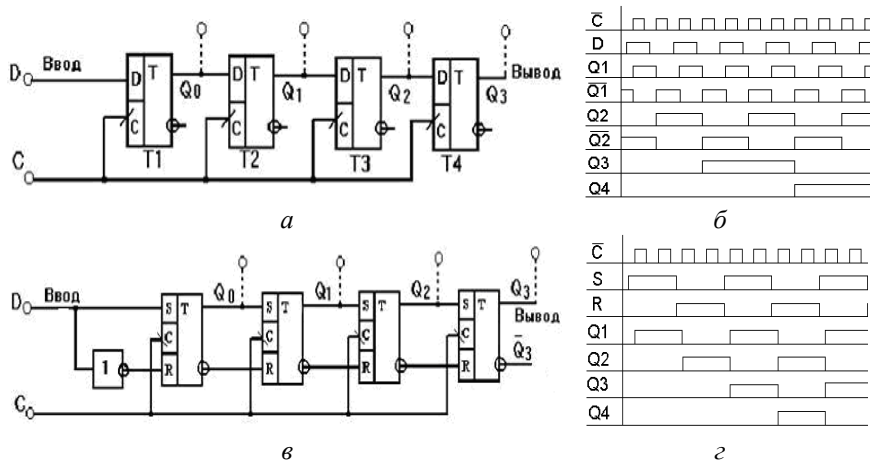 D Ввод
D T
D T
D T
D T
Вывод
Q0
Q1
Q2
Q3
C
C
C
C
C
T1
T2
T3
T4
а
C̅
D
Q1
Q̅1̅
Q2
Q̅2̅
Q3
Q4
б
D Ввод
S T
S T
S T
S T
Q0
Q1
Q2
Q3
Вывод
Q̅3
C
C
C
C
1
R
R
R
R
C
в
C̅
S
R
Q1
Q2
Q3
Q4
г